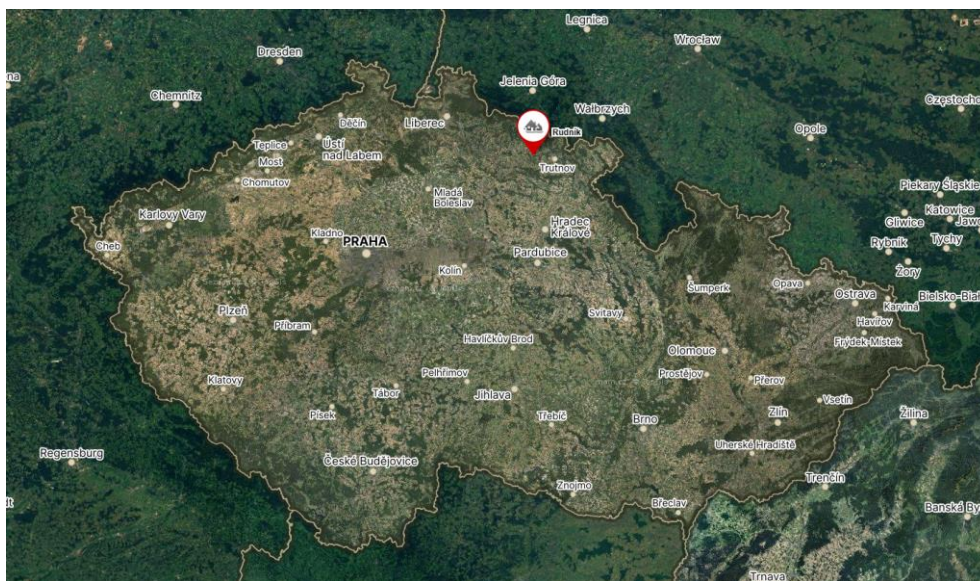 Legnica
Wrocław
Dresden
Jelenia Góra
Chemnitz
Wałbrzych
Częstocho
Děčín
Liberec
Rudník
Opole
Teplice
Ústí
nad Labem
Most
Trutnov
Chomutov
Mladá
Boleslav
Piekary Śląskie
Karlovy Vary
Katowice
Jaw
Gliwice
Hradec
Králové
Kladno
PRAHA
Cheb
Rybnik
Tychy
Pardubice
Kolín
Żory
Šumperk
Opava
Ostrava
Bielsko-Biał
Karviná
Plzeň
Svitavy
Havířov
Příbram
Frýdek-Místek
Havlíčkův Brod
Olomouc
Klatovy
Pelhřimov
Prostějov
Přerov
Tábor
Jihlava
Vsetín
Písek
Třebíč
Brno
Zlín
Žilina
Uherské Hradiště
Regensburg
České Budějovice
Trenčín
Znojmo
Břeclav
Banská By
Trnava